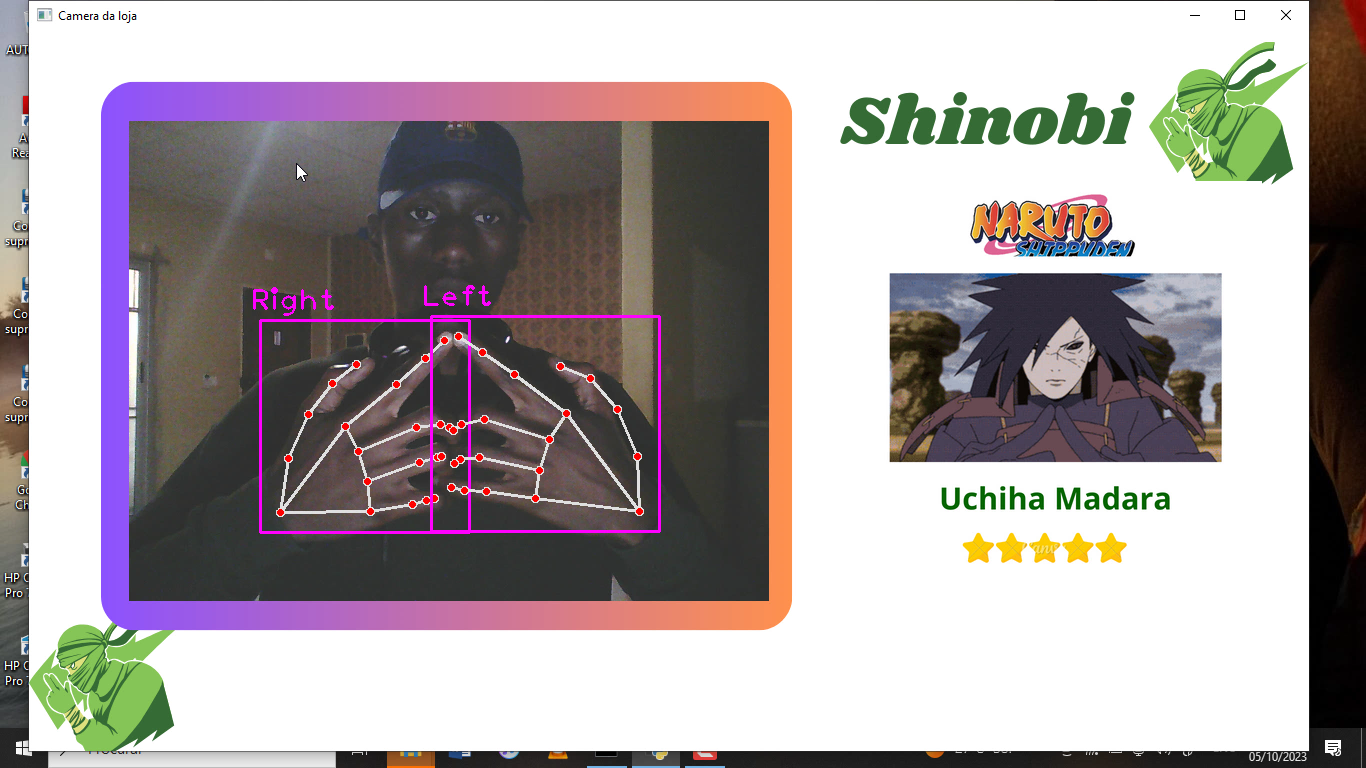 Camera da loja
Shinobi
NARUTO
SHIPPUDEN
Right
Left
Uchiha Madara
05/10/2023